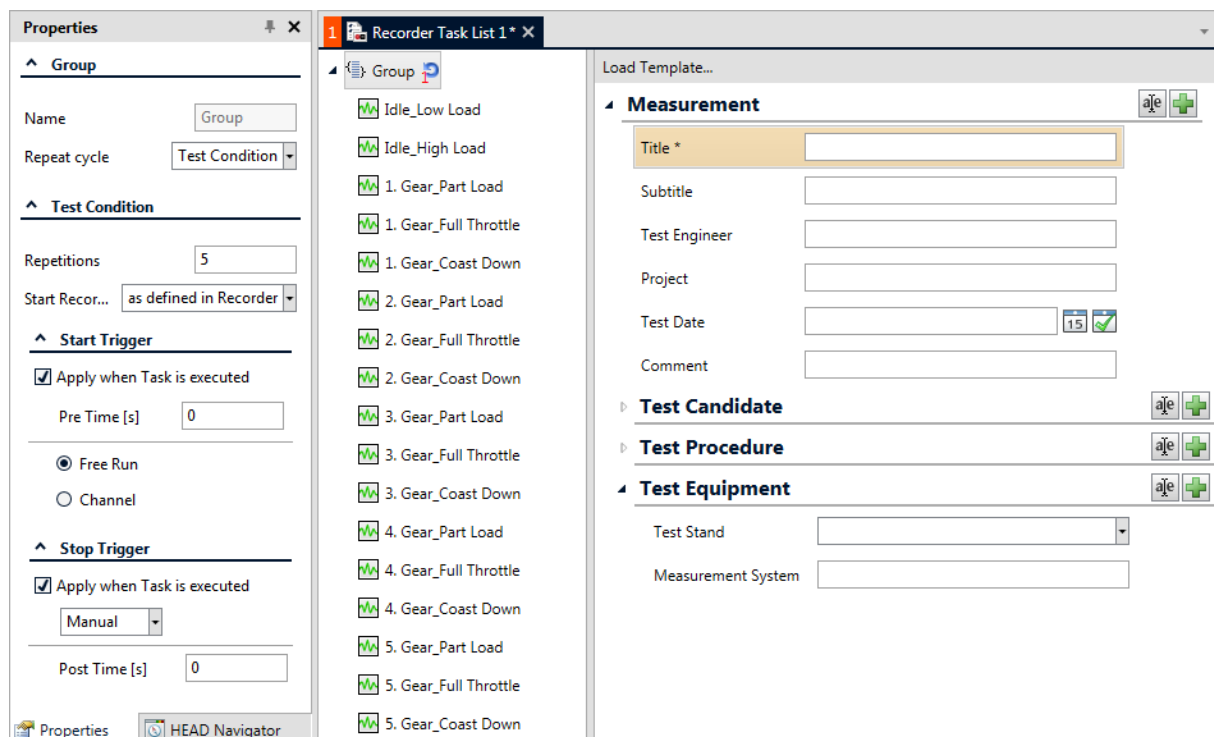 Properties
Group
Name Group
Repeat cycle Test Condition
Test Condition
Repetitions 5
Start Recor... as defined in Recorder
Start Trigger
Apply when Task is executed
Pre Time [s] 0
Free Run
Channel
Stop Trigger
Apply when Task is executed
Manual
Post Time [s] 0
Properties HEAD Navigator
1 Recorder Task List 1*
Group 1
Idle_Low Load
Idle_High Load
1. Gear_Part Load
1. Gear_Full Throttle
1. Gear_Coast Down
2. Gear_Part Load
2. Gear_Full Throttle
2. Gear_Coast Down
3. Gear_Part Load
3. Gear_Full Throttle
3. Gear_Coast Down
4. Gear_Part Load
4. Gear_Full Throttle
4. Gear_Coast Down
5. Gear_Part Load
5. Gear_Full Throttle
5. Gear_Coast Down
Load Template...
Measurement a|e
Title *
Subtitle
Test Engineer
Project
Test Date 15
Comment
Test Candidate a|e
Test Procedure a|e
Test Equipment a|e
Test Stand
Measurement System